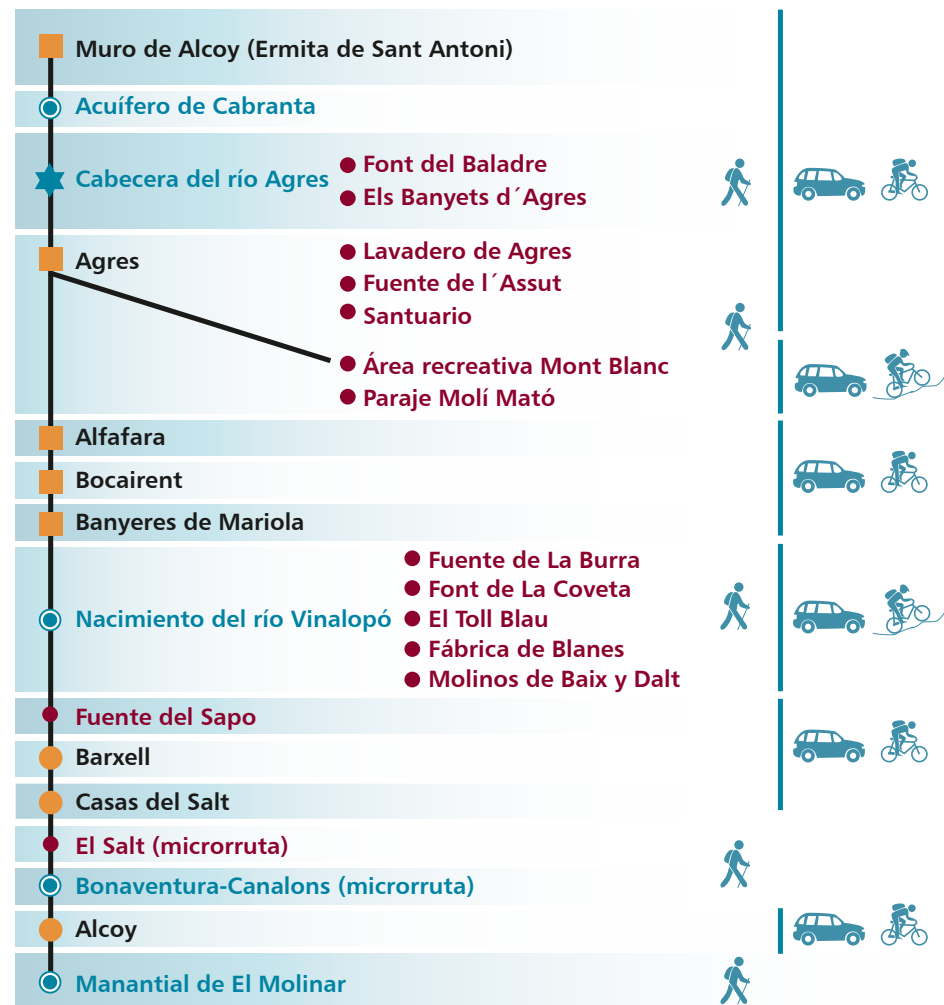 Muro de Alcoy (Ermita de Sant Antoni)
Acuífero de Cabranta
Cabecera del río Agres
Font del Baladre
Els Banyets d´Agres
Agres
Lavadero de Agres
Fuente de l´Assut
Santuario
Área recreativa Mont Blanc
Paraje Molí Mató
Alfafara
Bocairent
Banyeres de Mariola
Nacimiento del río Vinalopó
Fuente de La Burra
Font de La Coveta
El Toll Blau
Fábrica de Blanes
Molinos de Baix y Dalt
Fuente del Sapo
Barxell
Casas del Salt
El Salt (microrruta)
Bonaventura-Canalons (microrruta)
Alcoy
Manantial de El Molinar